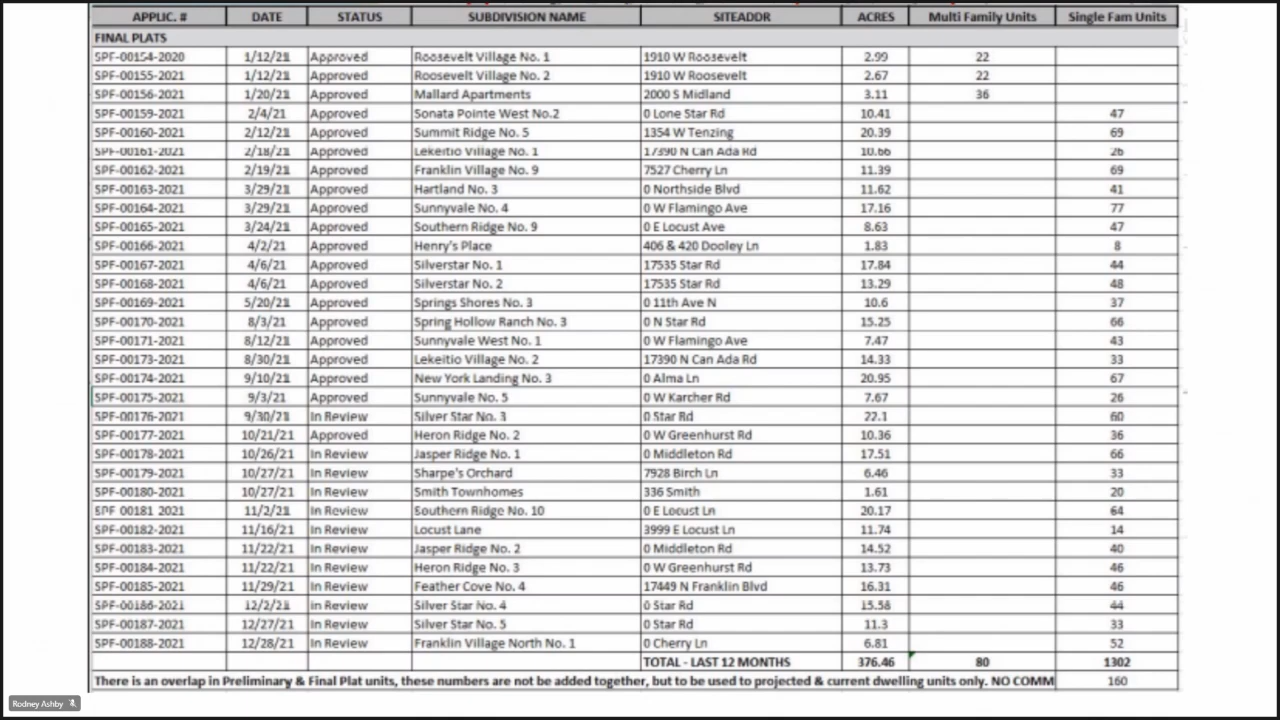 APPLIC. # DATE STATUS SUBDIVISION NAME SITEADDR ACRES Multi Family Units Single Fam Units
FINAL PLATS
SPF-00154-2020 1/12/21 Approved Roosevelt Village No. 1 1910 W Roosevelt 2.99 22
SPF-00155-2021 1/12/21 Approved Roosevelt Village No. 2 1910 W Roosevelt 2.67 22
SPF-00156-2021 1/20/21 Approved Mallard Apartments 2000 S Midland 3.11 36
SPF-00159-2021 2/4/21 Approved Sonata Pointe West No.2 0 Lone Star Rd 10.41 47
SPF-00160-2021 2/12/21 Approved Summit Ridge No. 5 1354 W Tenzing 20.39 69
SPF-00161-2021 2/18/21 Approved Lekeitio Village No. 1 17390 N Can Ada Rd 10.66 26
SPF-00162-2021 2/19/21 Approved Franklin Village No. 9 7527 Cherry Ln 11.39 69
SPF-00163-2021 3/29/21 Approved Hartland No. 3 0 Northside Blvd 11.62 41
SPF-00164-2021 3/29/21 Approved Sunnyvale No. 4 0 W Flamingo Ave 17.16 77
SPF-00165-2021 3/24/21 Approved Southern Ridge No. 9 0 E Locust Ave 8.63 47
SPF-00166-2021 4/2/21 Approved Henry's Place 406 & 420 Dooley Ln 1.83 8
SPF-00167-2021 4/6/21 Approved Silverstar No. 1 17535 Star Rd 17.84 44
SPF-00168-2021 4/6/21 Approved Silverstar No. 2 17535 Star Rd 13.29 48
SPF-00169-2021 5/20/21 Approved Springs Shores No. 3 0 11th Ave N 10.6 37
SPF-00170-2021 8/3/21 Approved Spring Hollow Ranch No. 3 0 N Star Rd 15.25 66
SPF-00171-2021 8/12/21 Approved Sunnyvale West No. 1 0 W Flamingo Ave 7.47 43
SPF-00173-2021 8/30/21 Approved Lekeitio Village No. 2 17390 N Can Ada Rd 14.33 33
SPF-00174-2021 9/10/21 Approved New York Landing No. 3 0 Alma Ln 20.95 67
SPF-00175-2021 9/3/21 Approved Sunnyvale No. 5 0 W Karcher Rd 7.67 26
SPF-00176-2021 9/30/21 In Review Silver Star No. 3 0 Star Rd 22.1 60
SPF-00177-2021 10/21/21 Approved Heron Ridge No. 2 0 W Greenhurst Rd 10.36 36
SPF-00178-2021 10/26/21 In Review Jasper Ridge No. 1 0 Middleton Rd 17.51 66
SPF-00179-2021 10/27/21 In Review Sharpe's Orchard 7928 Birch Ln 6.46 33
SPF-00180-2021 10/27/21 In Review Smith Townhomes 336 Smith 1.61 20
SPF-00181-2021 11/2/21 In Review Southern Ridge No. 10 0 E Locust Ln 20.17 64
SPF-00182-2021 11/16/21 In Review Locust Lane 3999 E Locust Ln 11.74 14
SPF-00183-2021 11/22/21 In Review Jasper Ridge No. 2 0 Middleton Rd 14.52 40
SPF-00184-2021 11/22/21 In Review Heron Ridge No. 3 0 W Greenhurst Rd 13.73 46
SPF-00185-2021 11/29/21 In Review Feather Cove No. 4 17449 N Franklin Blvd 16.31 46
SPF-00186-2021 12/2/21 In Review Silver Star No. 4 0 Star Rd 15.58 44
SPF-00187-2021 12/27/21 In Review Silver Star No. 5 0 Star Rd 11.3 33
SPF-00188-2021 12/28/21 In Review Franklin Village North No. 1 0 Cherry Ln 6.81 52
TOTAL - LAST 12 MONTHS 376.46 80 1302
There is an overlap in Preliminary & Final Plat units, these numbers are not be added together, but to be used to projected & current dwelling units only. NO COMM 160
Rodney Ashby